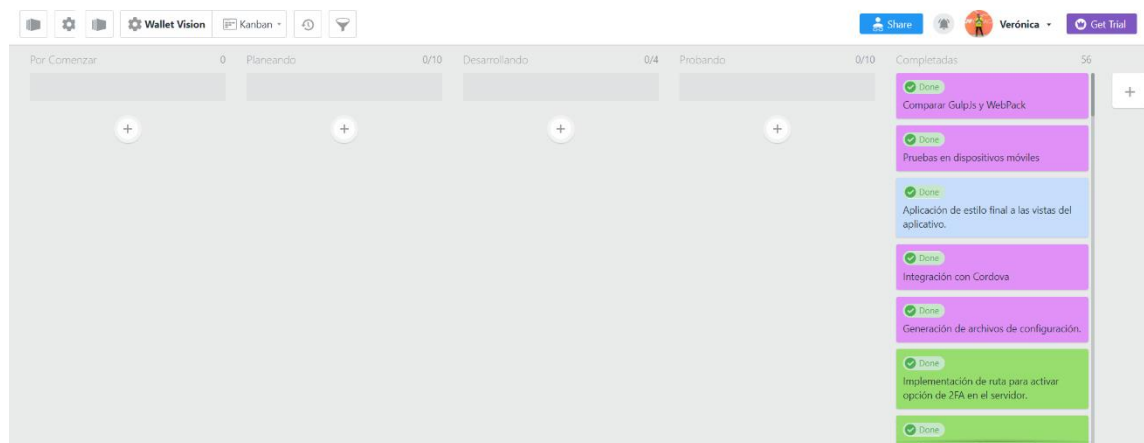 Wallet Vision
Kanban
Share
Verónica
Get Trial
Por Comenzar 0
Planeando 0/10
Desarrollando 0/4
Probando 0/10
Completadas 56
Done
Comparar GulpJs y WebPack
Done
Pruebas en dispositivos móviles
Done
Aplicación de estilo final a las vistas del
aplicativo.
Done
Integración con Cordova
Done
Generación de archivos de configuración.
Done
Implementación de ruta para activar
opción de 2FA en el servidor.
Done